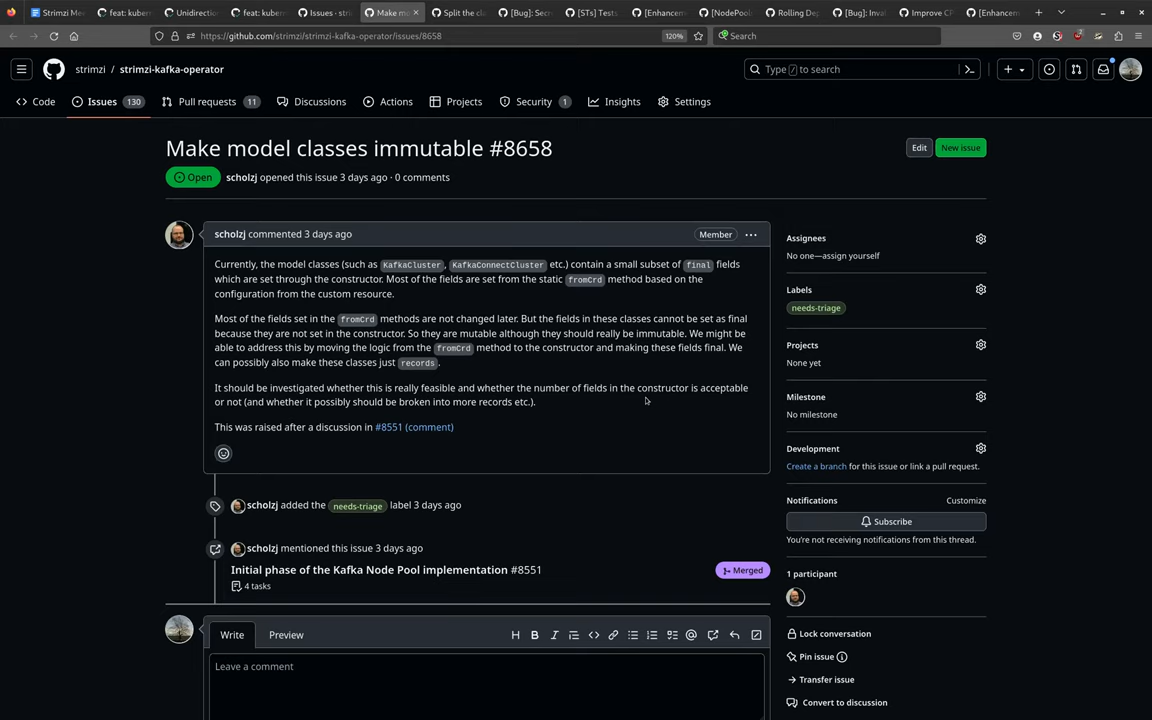 Strimzi Me
feat: kuber
Unidirectio
feat: kuber
Issues · str
Make mo
Split the cla
[Bug]: Sec
[STs] Tests
[Enhancem
[NodePool
Rolling Dep
[Bug]: Inva
Improve CP
[Enhancem
https://github.com/strimzi/strimzi-kafka-operator/issues/8658
120%
Search
strimzi / strimzi-kafka-operator
Type / to search
Code
Issues 130
Pull requests 11
Discussions
Actions
Projects
Security 1
Insights
Settings
Make model classes immutable #8658
Edit
New issue
Open
scholzj opened this issue 3 days ago · 0 comments
scholzj commented 3 days ago
Member
Currently, the model classes (such as KafkaCluster, KafkaConnectCluster etc.) contain a small subset of final fields
which are set through the constructor. Most of the fields are set from the static fromCrd method based on the
configuration from the custom resource.
Most of the fields set in the fromCrd methods are not changed later. But the fields in these classes cannot be set as final
because they are not set in the constructor. So they are mutable although they should really be immutable. We might be
able to address this by moving the logic from the fromCrd method to the constructor and making these fields final. We
can possibly also make these classes just records.
It should be investigated whether this is really feasible and whether the number of fields in the constructor is acceptable
or not (and whether it possibly should be broken into more records etc.).
This was raised after a discussion in #8551 (comment)
scholzj added the needs-triage label 3 days ago
scholzj mentioned this issue 3 days ago
Initial phase of the Kafka Node Pool implementation #8551
Merged
4 tasks
Write
Preview
Leave a comment
Assignees
No one—assign yourself
Labels
needs-triage
Projects
None yet
Milestone
No milestone
Development
Create a branch for this issue or link a pull request.
Notifications
Customize
Subscribe
You're not receiving notifications from this thread.
1 participant
Lock conversation
Pin issue
Transfer issue
Convert to discussion